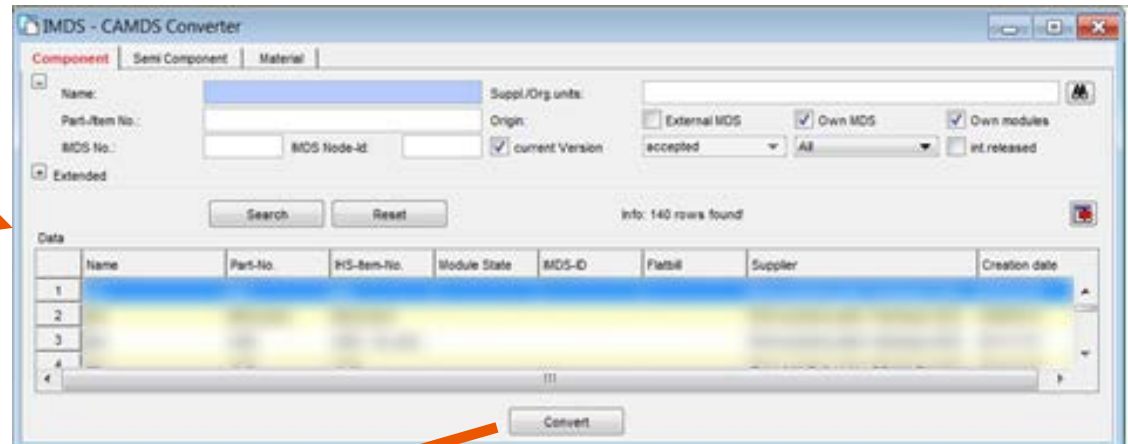 IMDS - CAMDS Converter
Component Semi Component Material
Name: Suppl./Org.units:
Part-/Item No.: Origin: External MDS Own MDS Own modules
IMDS No.: IMDS Node-Id: current Version accepted All int.released
Extended
Search Reset Info: 140 rows found!
Data
Name Part-No. IHS-Item-No. Module State IMDS-ID Flatbill Supplier Creation date
1
2
3
4
Convert